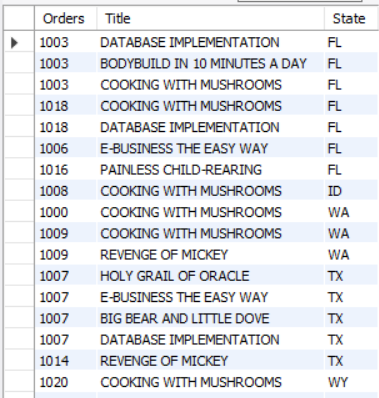 Orders Title State
1003 DATABASE IMPLEMENTATION FL
1003 BODYBUILD IN 10 MINUTES A DAY FL
1003 COOKING WITH MUSHROOMS FL
1018 COOKING WITH MUSHROOMS FL
1018 DATABASE IMPLEMENTATION FL
1006 E-BUSINESS THE EASY WAY FL
1016 PAINLESS CHILD-REARING FL
1008 COOKING WITH MUSHROOMS ID
1000 COOKING WITH MUSHROOMS WA
1009 COOKING WITH MUSHROOMS WA
1009 REVENGE OF MICKEY WA
1007 HOLY GRAIL OF ORACLE TX
1007 E-BUSINESS THE EASY WAY TX
1007 BIG BEAR AND LITTLE DOVE TX
1007 DATABASE IMPLEMENTATION TX
1014 REVENGE OF MICKEY TX
1020 COOKING WITH MUSHROOMS WY